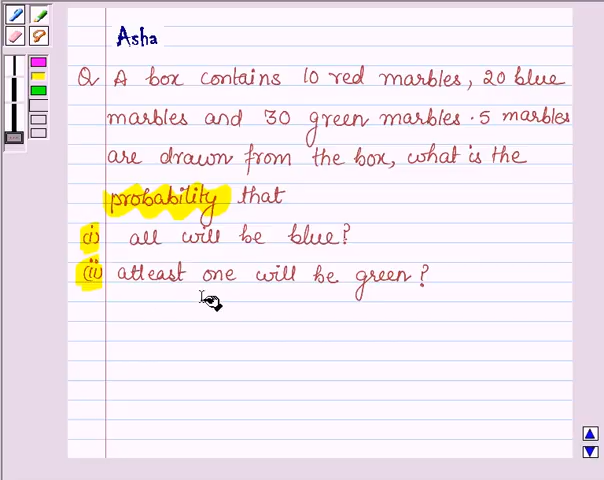 Asha
Q A box contains 10 red marbles, 20 blue
marbles and 30 green marbles. 5 marbles
are drawn from the box, what is the
probability that
(i) all will be blue?
(ii) atleast one will be green?